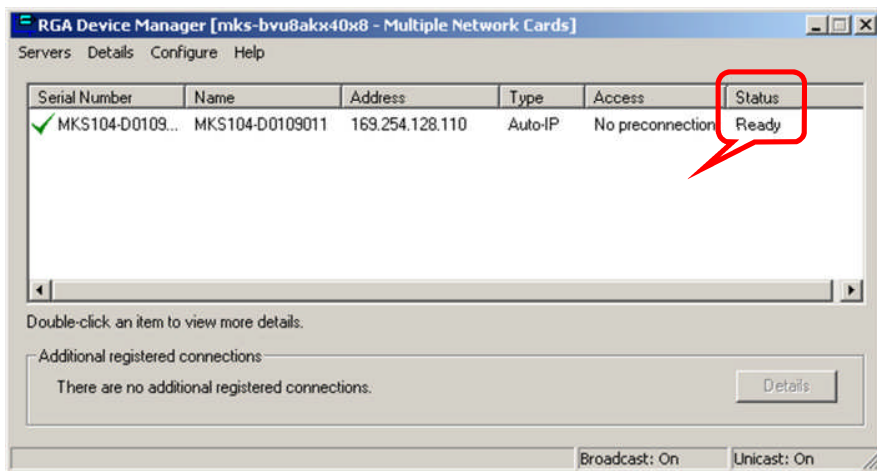 RGA Device Manager [mks-bvu8akx40x8 - Multiple Network Cards]
Servers Details Configure Help
Serial Number Name Address Type Access Status
MKS104-D0109... MKS104-D0109011 169.254.128.110 Auto-IP No preconnection Ready
Double-click an item to view more details.
Additional registered connections
There are no additional registered connections.
Details
Broadcast: On Unicast: On